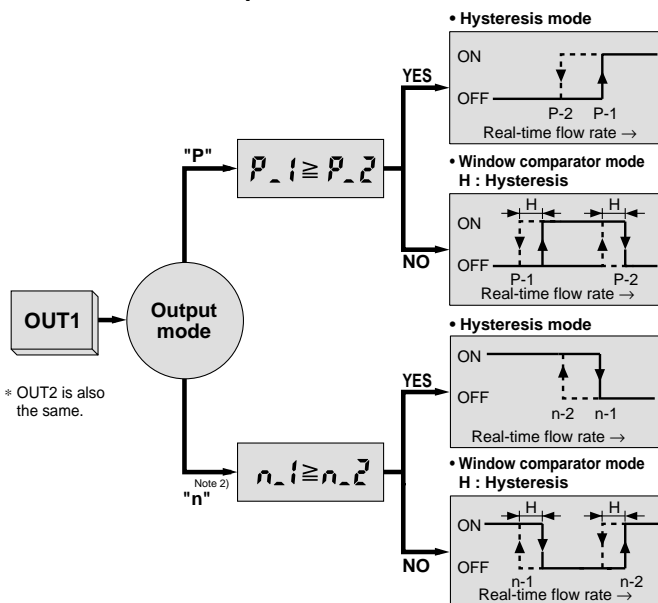 • Hysteresis mode
ON
OFF
P-2 P-1
Real-time flow rate →
YES
"P"
P_1≧P_2
NO
• Window comparator mode
H : Hysteresis
H H
ON
OFF
P-1 P-2
Real-time flow rate →
OUT1
Output
mode
∗ OUT2 is also
the same.
• Hysteresis mode
ON
OFF
n-2 n-1
Real-time flow rate →
YES
Note 2)
"n"
n_1≧n_2
NO
• Window comparator mode
H : Hysteresis
H H
ON
OFF
n-1 n-2
Real-time flow rate →